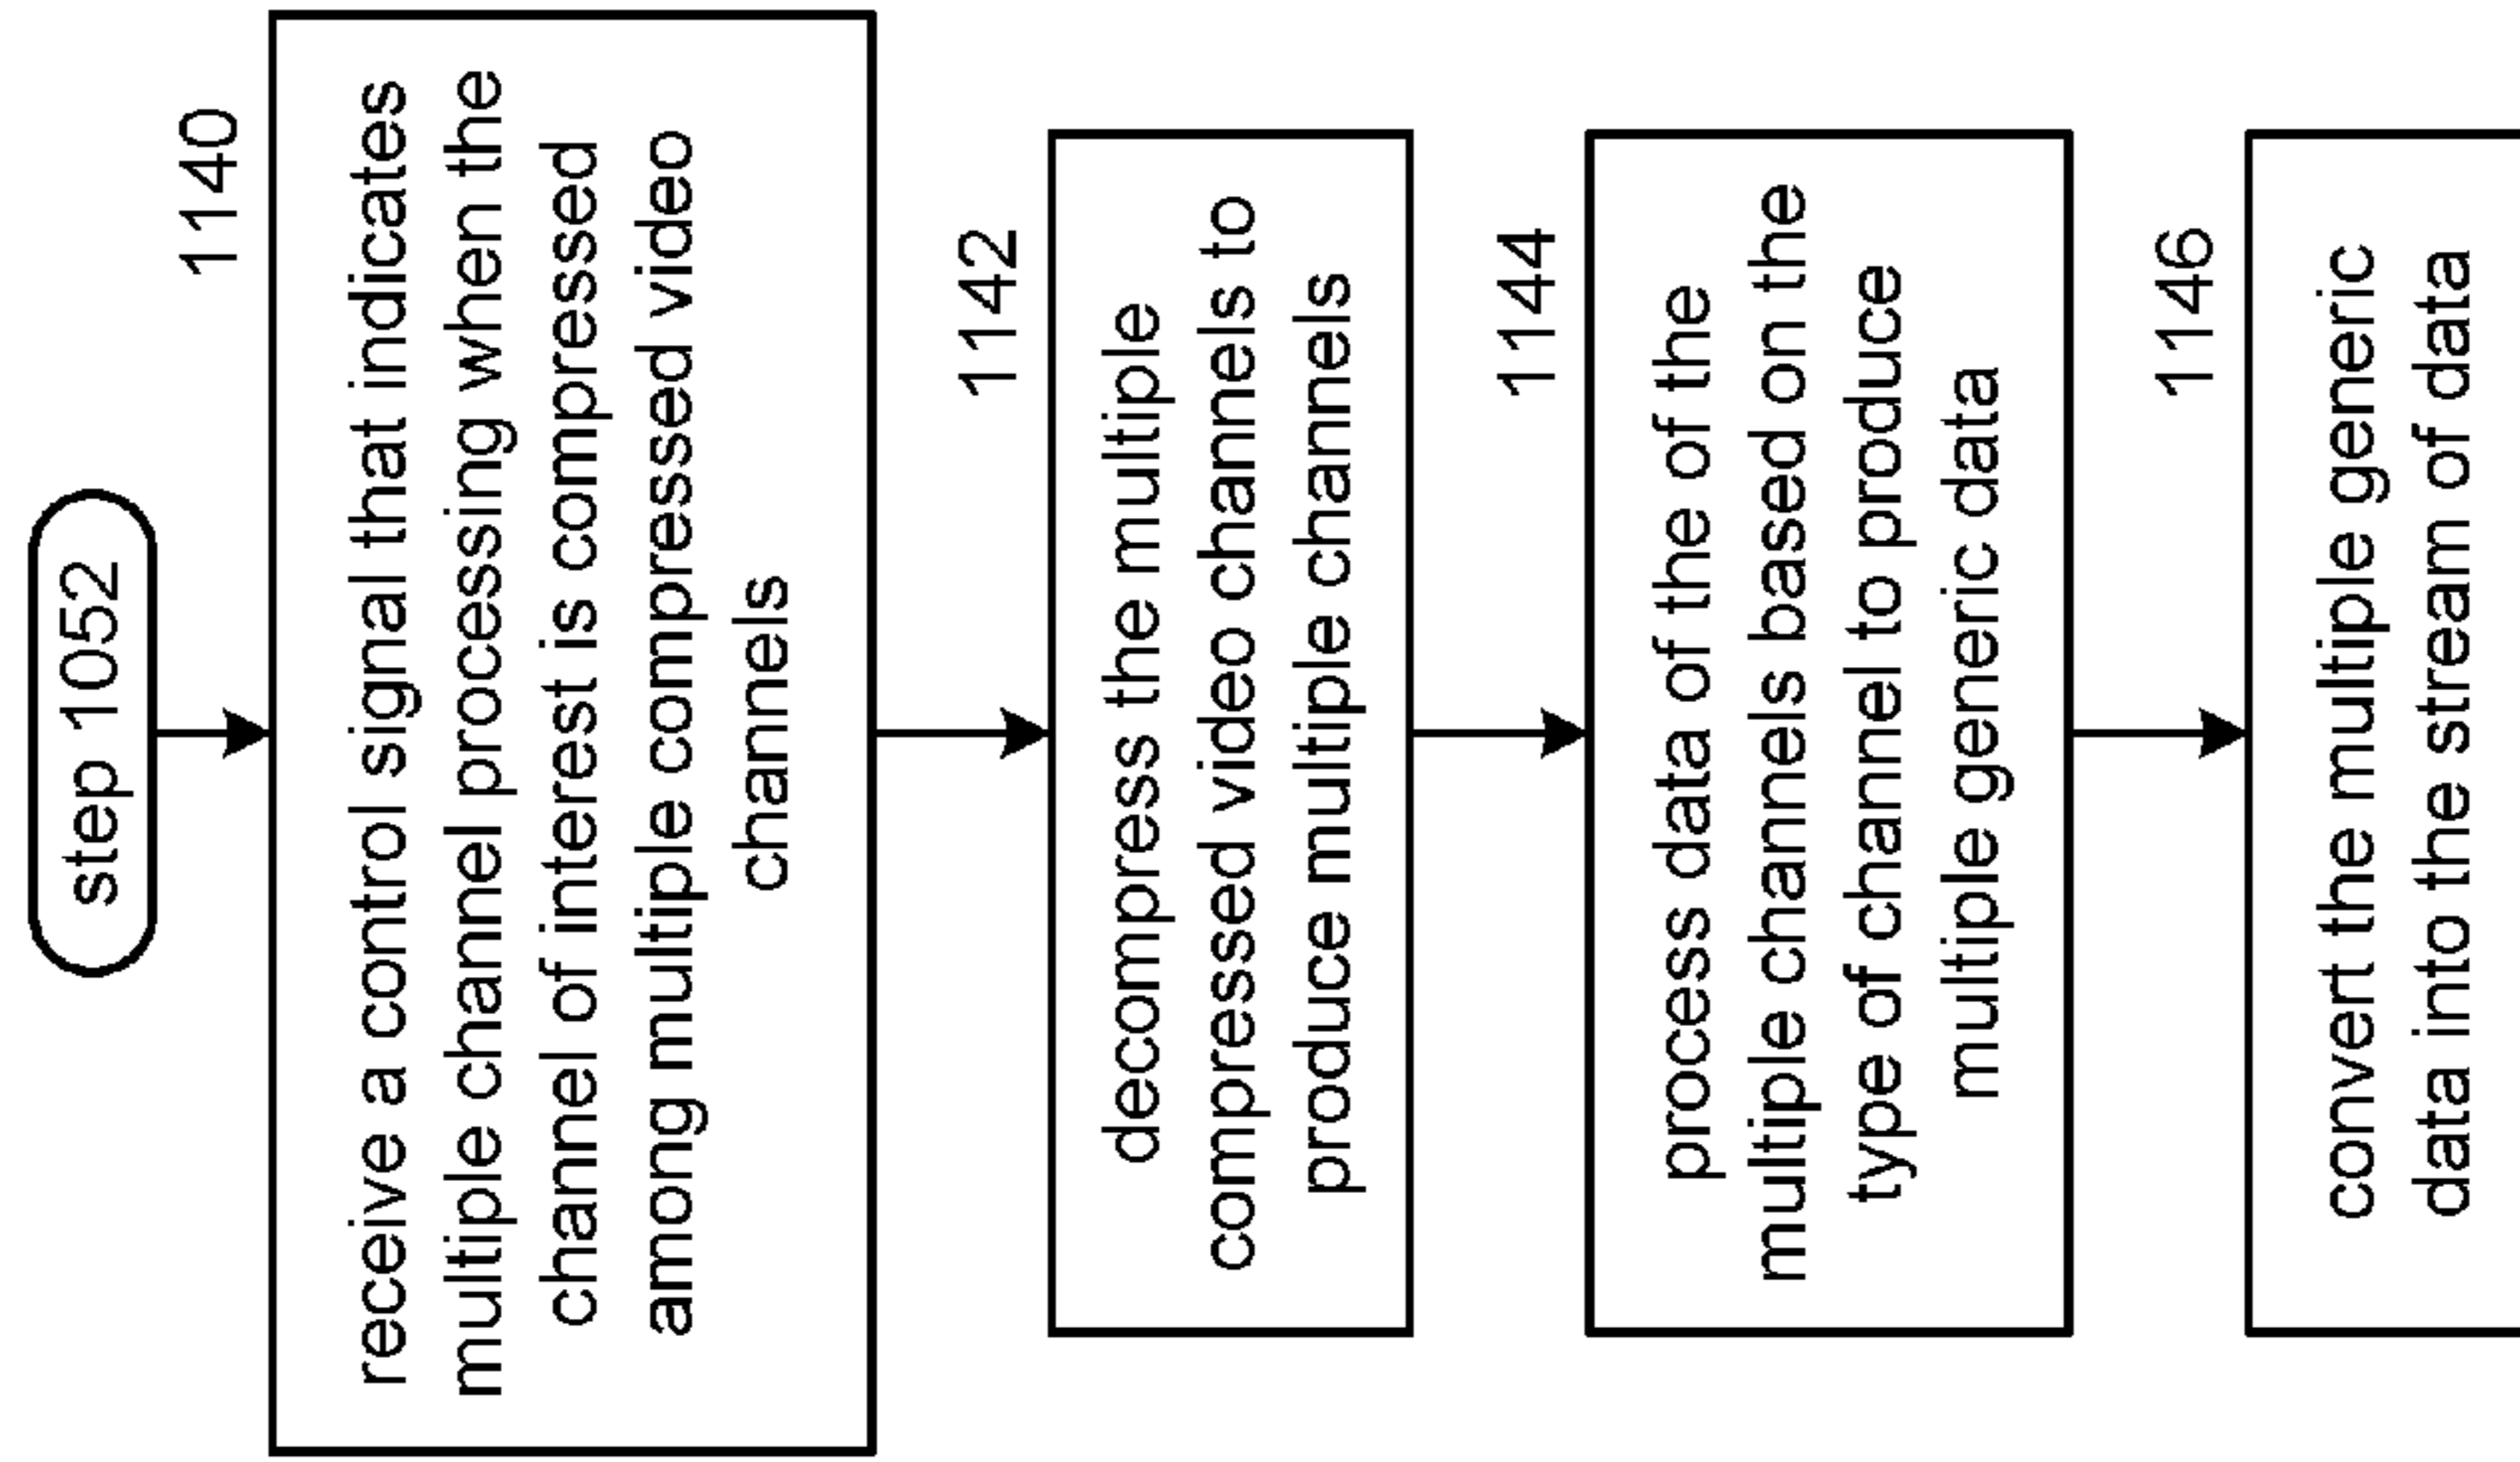 step 1052
1140
receive a control signal that indicates
multiple channel processing when the
channel of interest is compressed
among multiple compressed video
channels
1142
decompress the multiple
compressed video channels to
produce multiple channels
1144
process data of the of the
multiple channels based on the
type of channel to produce
multiple generic data
1146
convert the multiple generic
data into the stream of data